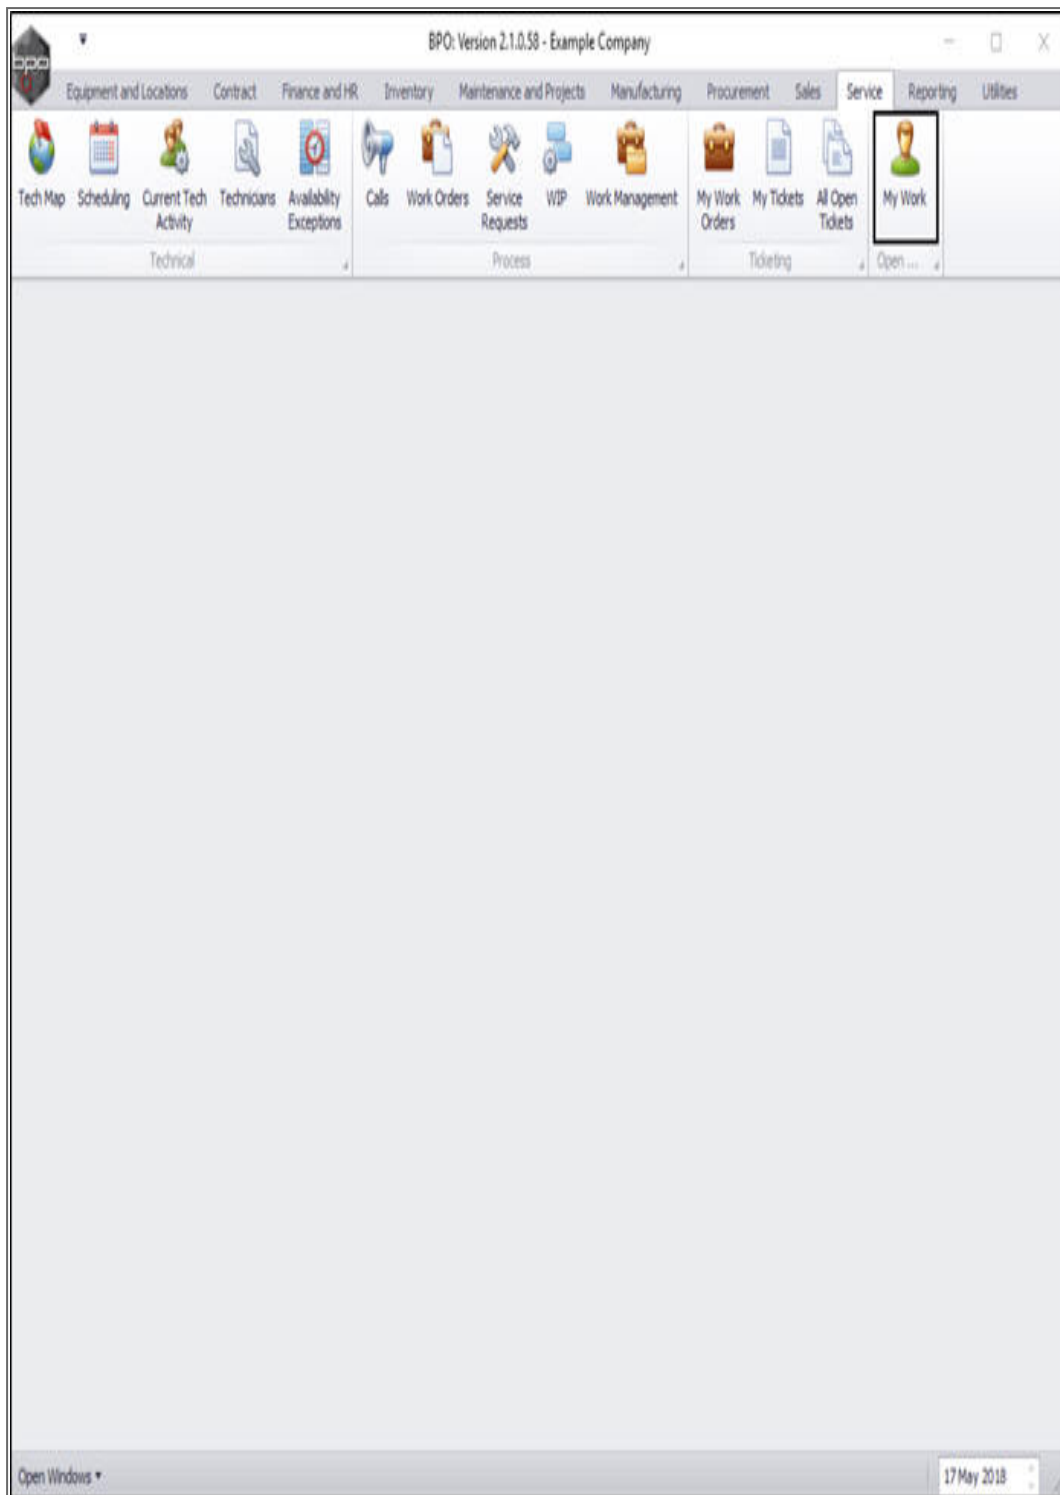 BPO: Version 2.1.0.58 - Example Company
bpo
Equipment and Locations Contract Finance and HR Inventory Maintenance and Projects Manufacturing Procurement Sales Service Reporting Utilities
Tech Map Scheduling Current Tech Technicians Availability Calls Work Orders Service WIP Work Management My Work My Tickets All Open My Work
Activity Exceptions Requests Orders Tickets
Technical Process Ticketing Open ...
Open Windows
17 May 2018